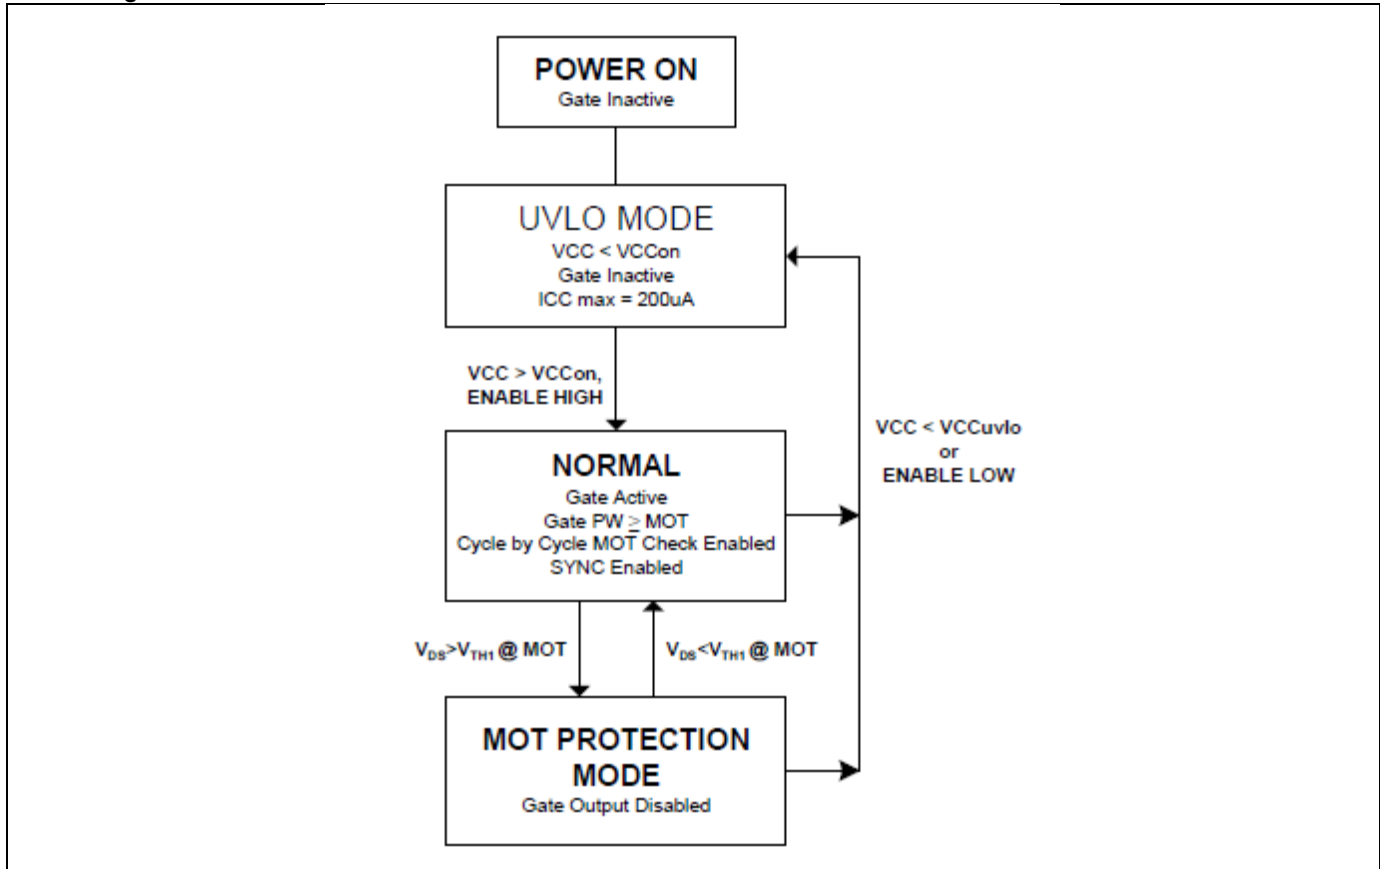 POWER ON
Gate Inactive
UVLO MODE
VCC < VCCon
Gate Inactive
ICC max = 200uA
VCC > VCCon,
ENABLE HIGH
VCC < VCCuvlo
or
ENABLE LOW
NORMAL
Gate Active
Gate PW ≥ MOT
Cycle by Cycle MOT Check Enabled
SYNC Enabled
VDS>VTH1 @ MOT
VDS<VTH1 @ MOT
MOT PROTECTION
MODE
Gate Output Disabled